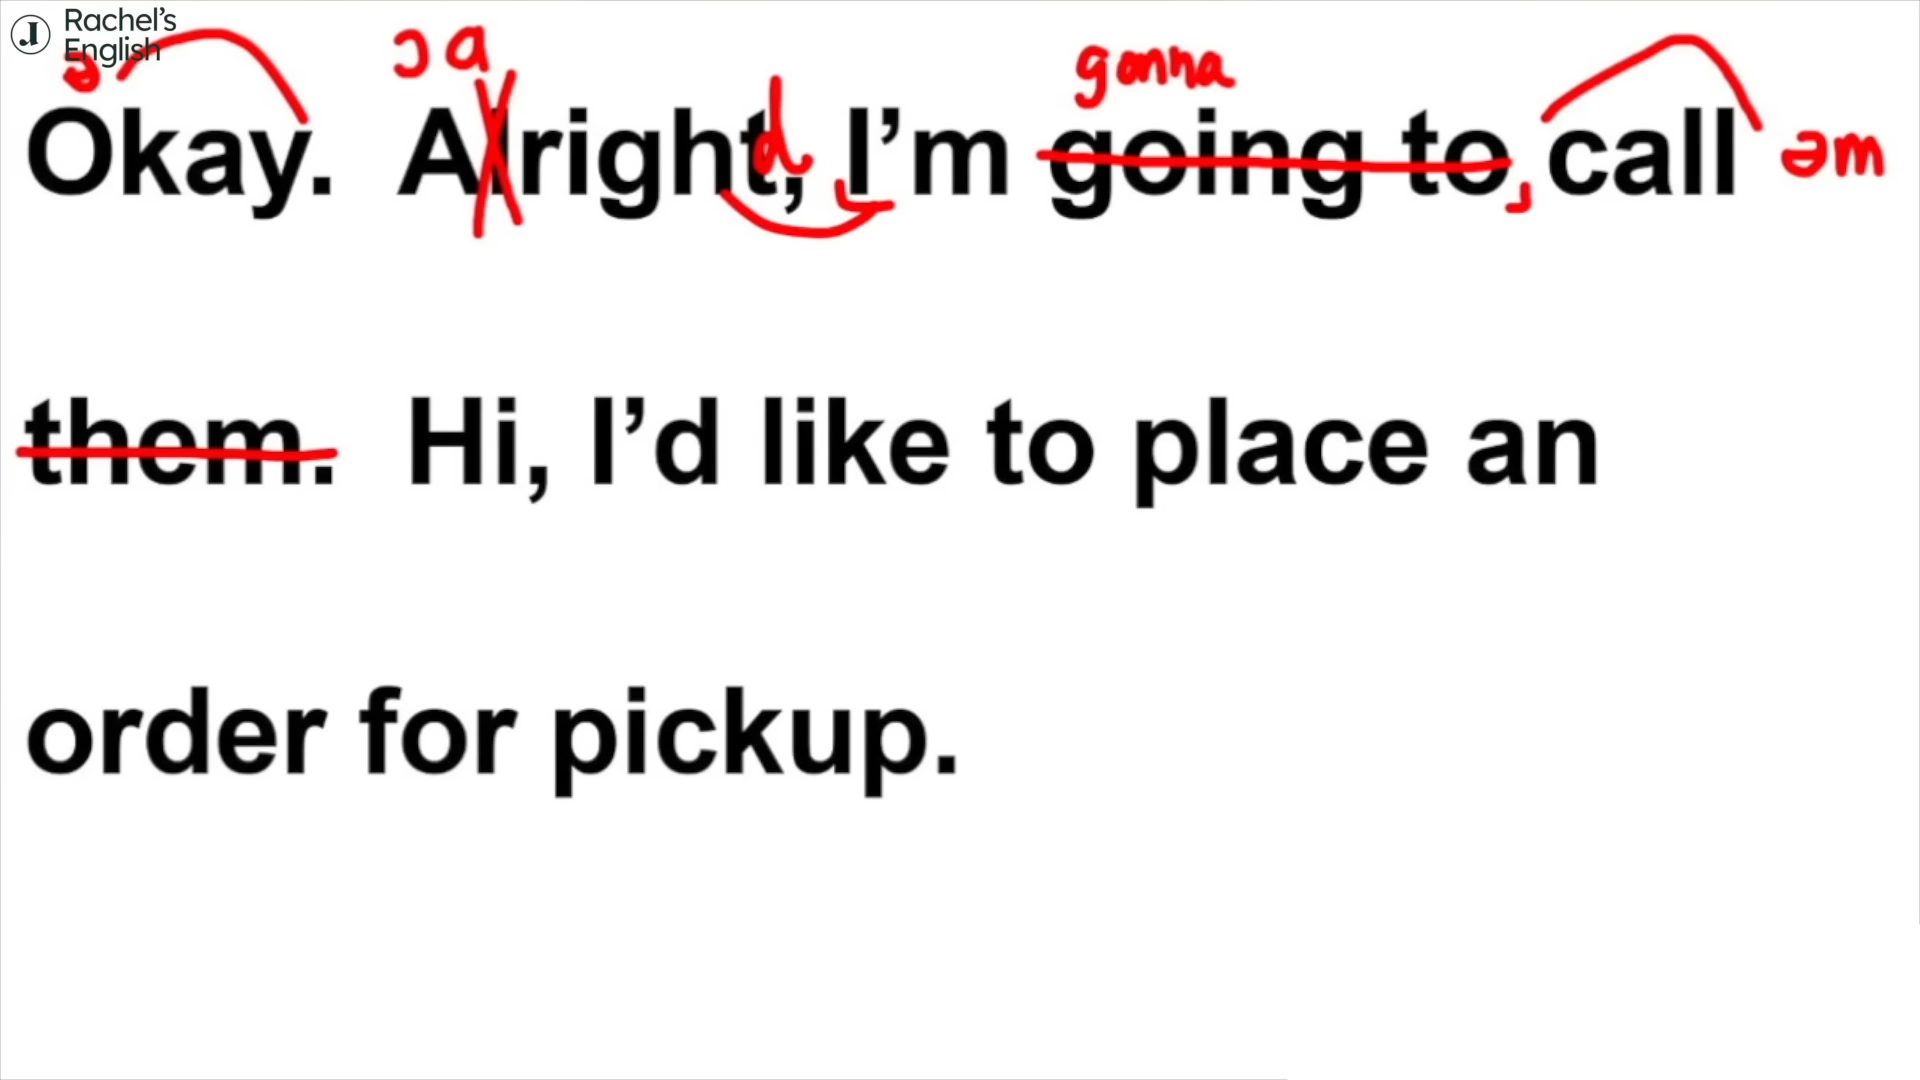 Rachel's
English
ə ɔ a gonna
Okay. Alright, d I'm going to call əm
them. Hi, I'd like to place an
order for pickup.